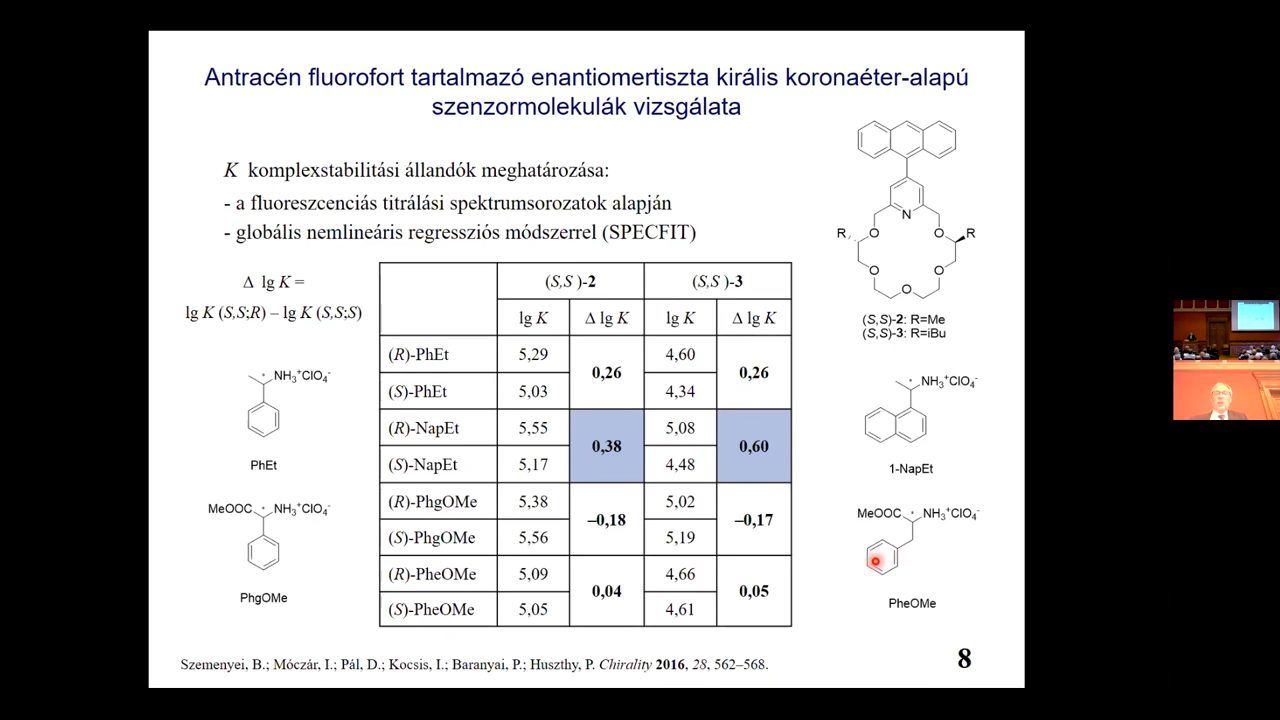 Antracén fluorofort tartalmazó enantiomertiszta királis koronaéter-alapú
szenzormolekulák vizsgálata
K komplexstabilitási állandók meghatározása:
- a fluoreszcenciás titrálási spektrumsorozatok alapján
- globális nemlineáris regressziós módszerrel (SPECFIT)
Δ lg K =
lg K (S,S;R) – lg K (S,S;S)
NH₃⁺ClO₄⁻
PhEt
MeOOC * NH₃⁺ClO₄⁻
PhgOMe
(S,S)-2 (S,S)-3
lg K Δ lg K lg K Δ lg K
(R)-PhEt 5,29 0,26 4,60 0,26
(S)-PhEt 5,03 4,34
(R)-NapEt 5,55 0,38 5,08 0,60
(S)-NapEt 5,17 4,48
(R)-PhgOMe 5,38 –0,18 5,02 –0,17
(S)-PhgOMe 5,56 5,19
(R)-PheOMe 5,09 0,04 4,66 0,05
(S)-PheOMe 5,05 4,61
N
R O O R
O O
O
(S,S)-2: R=Me
(S,S)-3: R=iBu
* NH₃⁺ClO₄⁻
1-NapEt
MeOOC * NH₃⁺ClO₄⁻
PheOMe
Szemenyei, B.; Móczár, I.; Pál, D.; Kocsis, I.; Baranyai, P.; Huszthy, P. Chirality 2016, 28, 562–568.
8